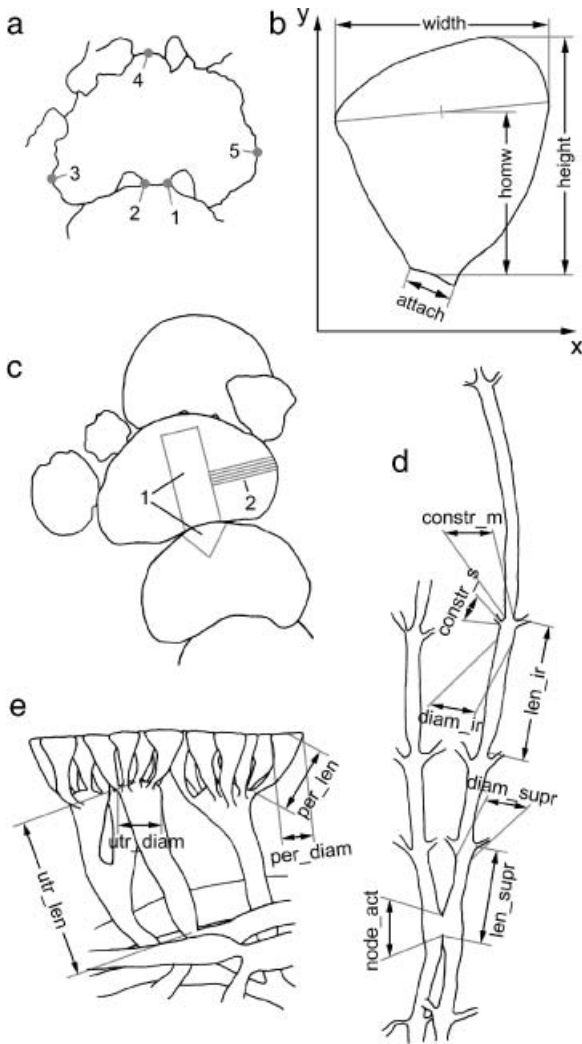 a
4
3
5
2
1
b
y
width
homw
height
attach
x
c
1
2
d
constr_m
constr_s
len_ir
diam_ir
diam_supr
node_act
len_supr
e
per_len
utr_diam
per_diam
utr_len